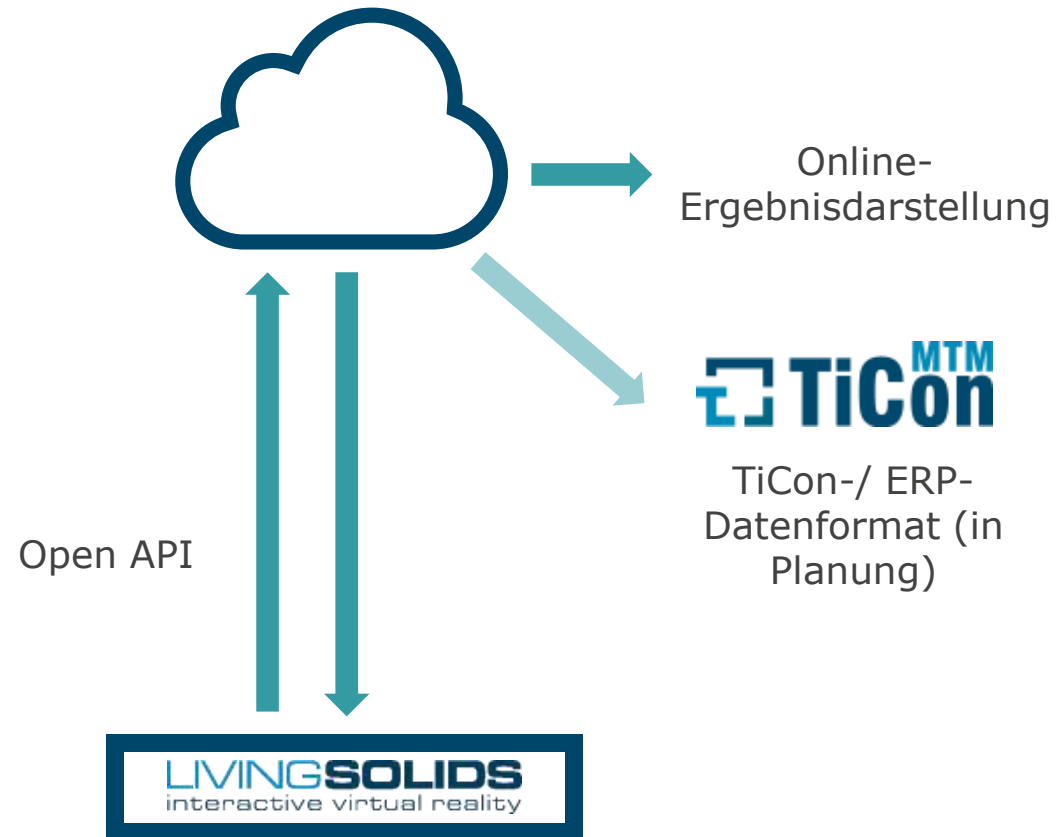 Online-
Ergebnisdarstellung
MTM
TiCon
TiCon-/ ERP-
Datenformat (in
Planung)
Open API
LIVINGSOLIDS
interactive virtual reality